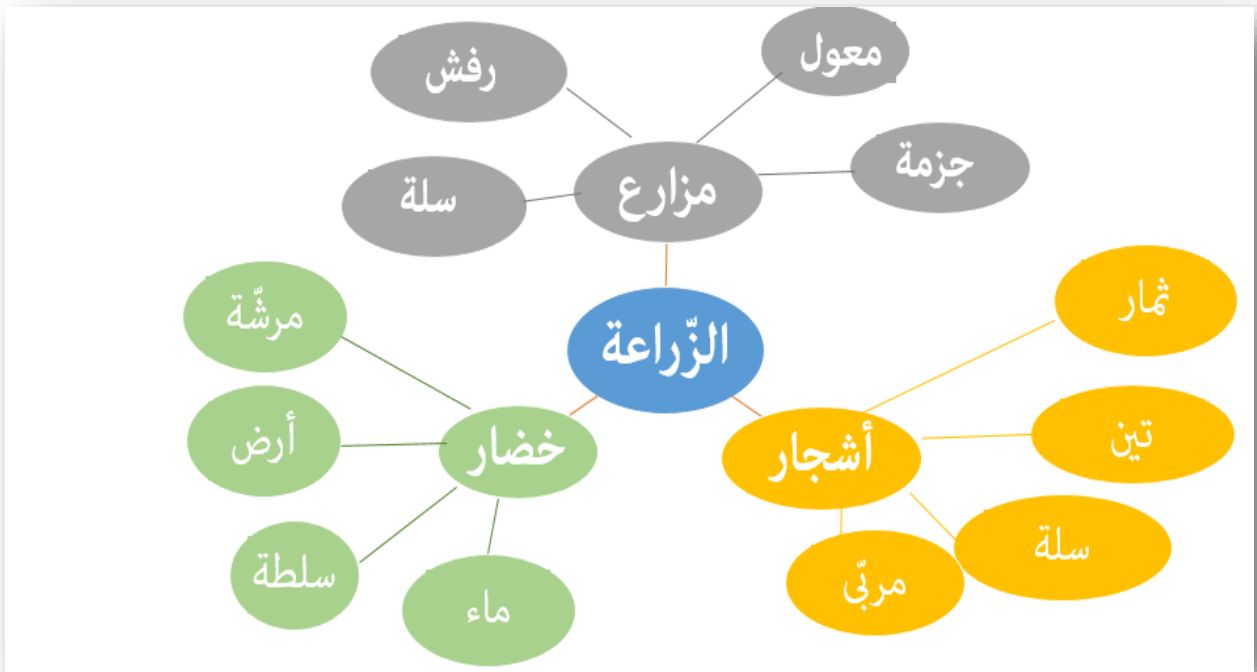 معول
رفش
جزمة
مزارع
سلة
ثمار
مرشّة
الزّراعة
تين
أرض
خضار
أشجار
سلة
سلطة
مربّى
ماء